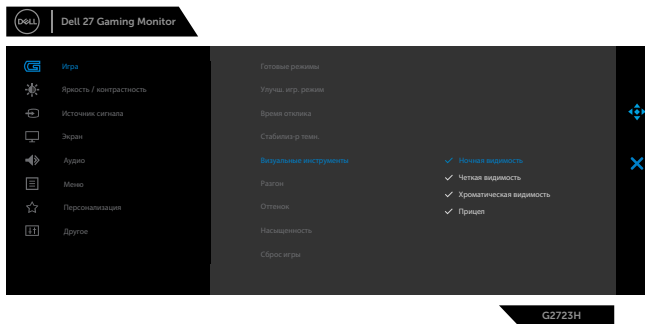 DELL
Dell 27 Gaming Monitor
Игра
Яркость / контрастность
Источник сигнала
Экран
Аудио
Меню
Персонализация
Другое
Готовые режимы
Улучш. игр. режим
Время отклика
Стабилиз-р темн.
Визуальные инструменты
Разгон
Оттенок
Насыщенность
Сброс игры
Ночная видимость
Четкая видимость
Хроматическая видимость
Прицел
G2723H